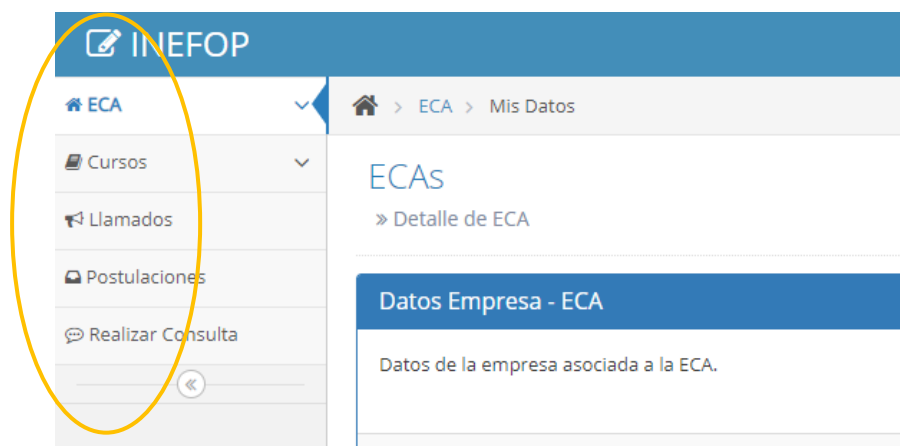 INEFOP
ECA
Cursos
Llamados
Postulaciones
Realizar Consulta
ECA > Mis Datos
ECAs
» Detalle de ECA
Datos Empresa - ECA
Datos de la empresa asociada a la ECA.